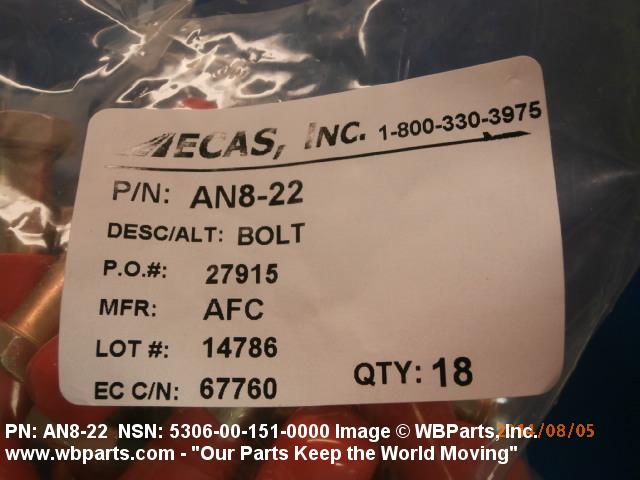 ECAS, INC. 1-800-330-3975
P/N: AN8-22
DESC/ALT: BOLT
P.O.#: 27915
MFR: AFC
LOT #: 14786
EC C/N: 67760
QTY: 18
PN: AN8-22 NSN: 5306-00-151-0000 Image © WBParts, Inc.
/08/05
www.wbparts.com - "Our Parts Keep the World Moving"